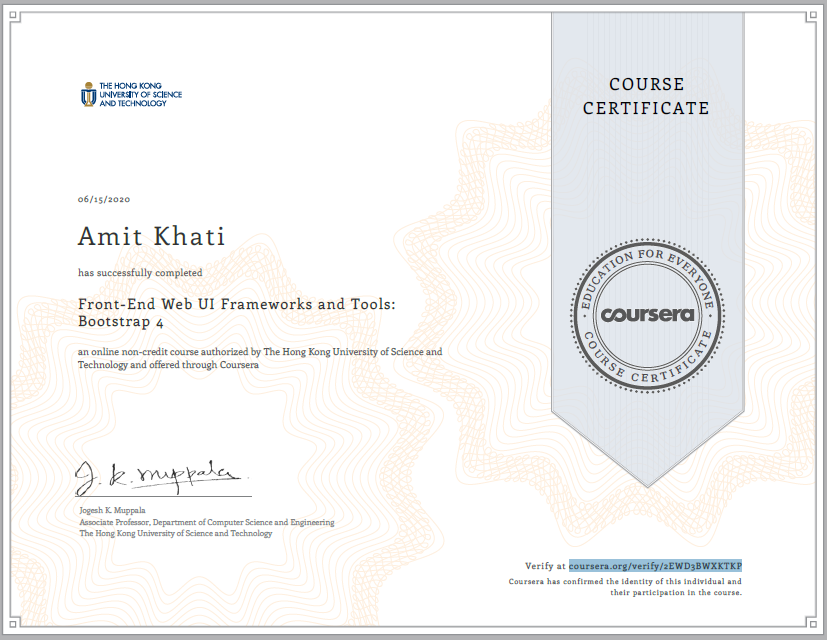 THE HONG KONG
UNIVERSITY OF SCIENCE
AND TECHNOLOGY
COURSE
CERTIFICATE
06/15/2020
Amit Khati
has successfully completed
Front-End Web UI Frameworks and Tools:
Bootstrap 4
an online non-credit course authorized by The Hong Kong University of Science and
Technology and offered through Coursera
EDUCATION FOR EVERYONE
coursera
COURSE CERTIFICATE
J. K. Muppala
Jogesh K. Muppala
Associate Professor, Department of Computer Science and Engineering
The Hong Kong University of Science and Technology
Verify at coursera.org/verify/2EWD3BWXKTKP
Coursera has confirmed the identity of this individual and
their participation in the course.